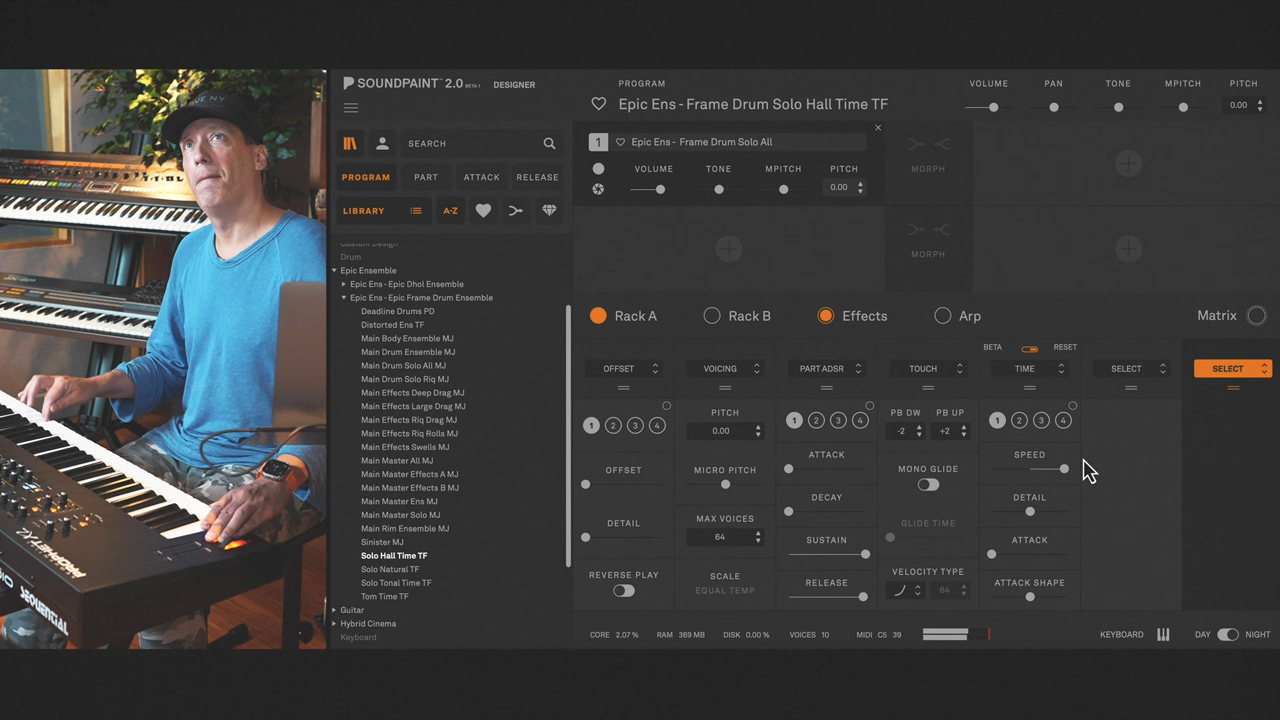 SOUNDPAINT™ 2.0 BETA 1 DESIGNER
PROGRAM
Epic Ens - Frame Drum Solo Hall Time TF
VOLUME PAN TONE MPITCH PITCH
0.00
SEARCH
PROGRAM PART ATTACK RELEASE
LIBRARY A-Z
1 Epic Ens - Frame Drum Solo All
VOLUME TONE MPITCH PITCH
0.00
MORPH
MORPH
Custom Design
Drum
Epic Ensemble
Epic Ens - Epic Dhol Ensemble
Epic Ens - Epic Frame Drum Ensemble
Deadline Drums PD
Distorted Ens TF
Main Body Ensemble MJ
Main Drum Ensemble MJ
Main Drum Solo All MJ
Main Drum Solo Riq MJ
Main Effects Deep Drag MJ
Main Effects Large Drag MJ
Main Effects Riq Drag MJ
Main Effects Riq Rolls MJ
Main Effects Swells MJ
Main Master All MJ
Main Master Effects A MJ
Main Master Effects B MJ
Main Master Ens MJ
Main Master Solo MJ
Main Rim Ensemble MJ
Sinister MJ
Solo Hall Time TF
Solo Natural TF
Solo Tonal Time TF
Tom Time TF
Guitar
Hybrid Cinema
Keyboard
Rack A Rack B Effects Arp Matrix
BETA RESET
OFFSET VOICING PART ADSR TOUCH TIME SELECT SELECT
1 2 3 4
OFFSET
DETAIL
REVERSE PLAY
PITCH
0.00
MICRO PITCH
MAX VOICES
64
SCALE
EQUAL TEMP
1 2 3 4
ATTACK
DECAY
SUSTAIN
RELEASE
PB DW PB UP
-2 +2
MONO GLIDE
GLIDE TIME
VELOCITY TYPE
64
1 2 3 4
SPEED
DETAIL
ATTACK
ATTACK SHAPE
CORE 2.07 % RAM 369 MB DISK 0.00 % VOICES 10 MIDI C5 39 KEYBOARD DAY NIGHT
SEQUENTIAL